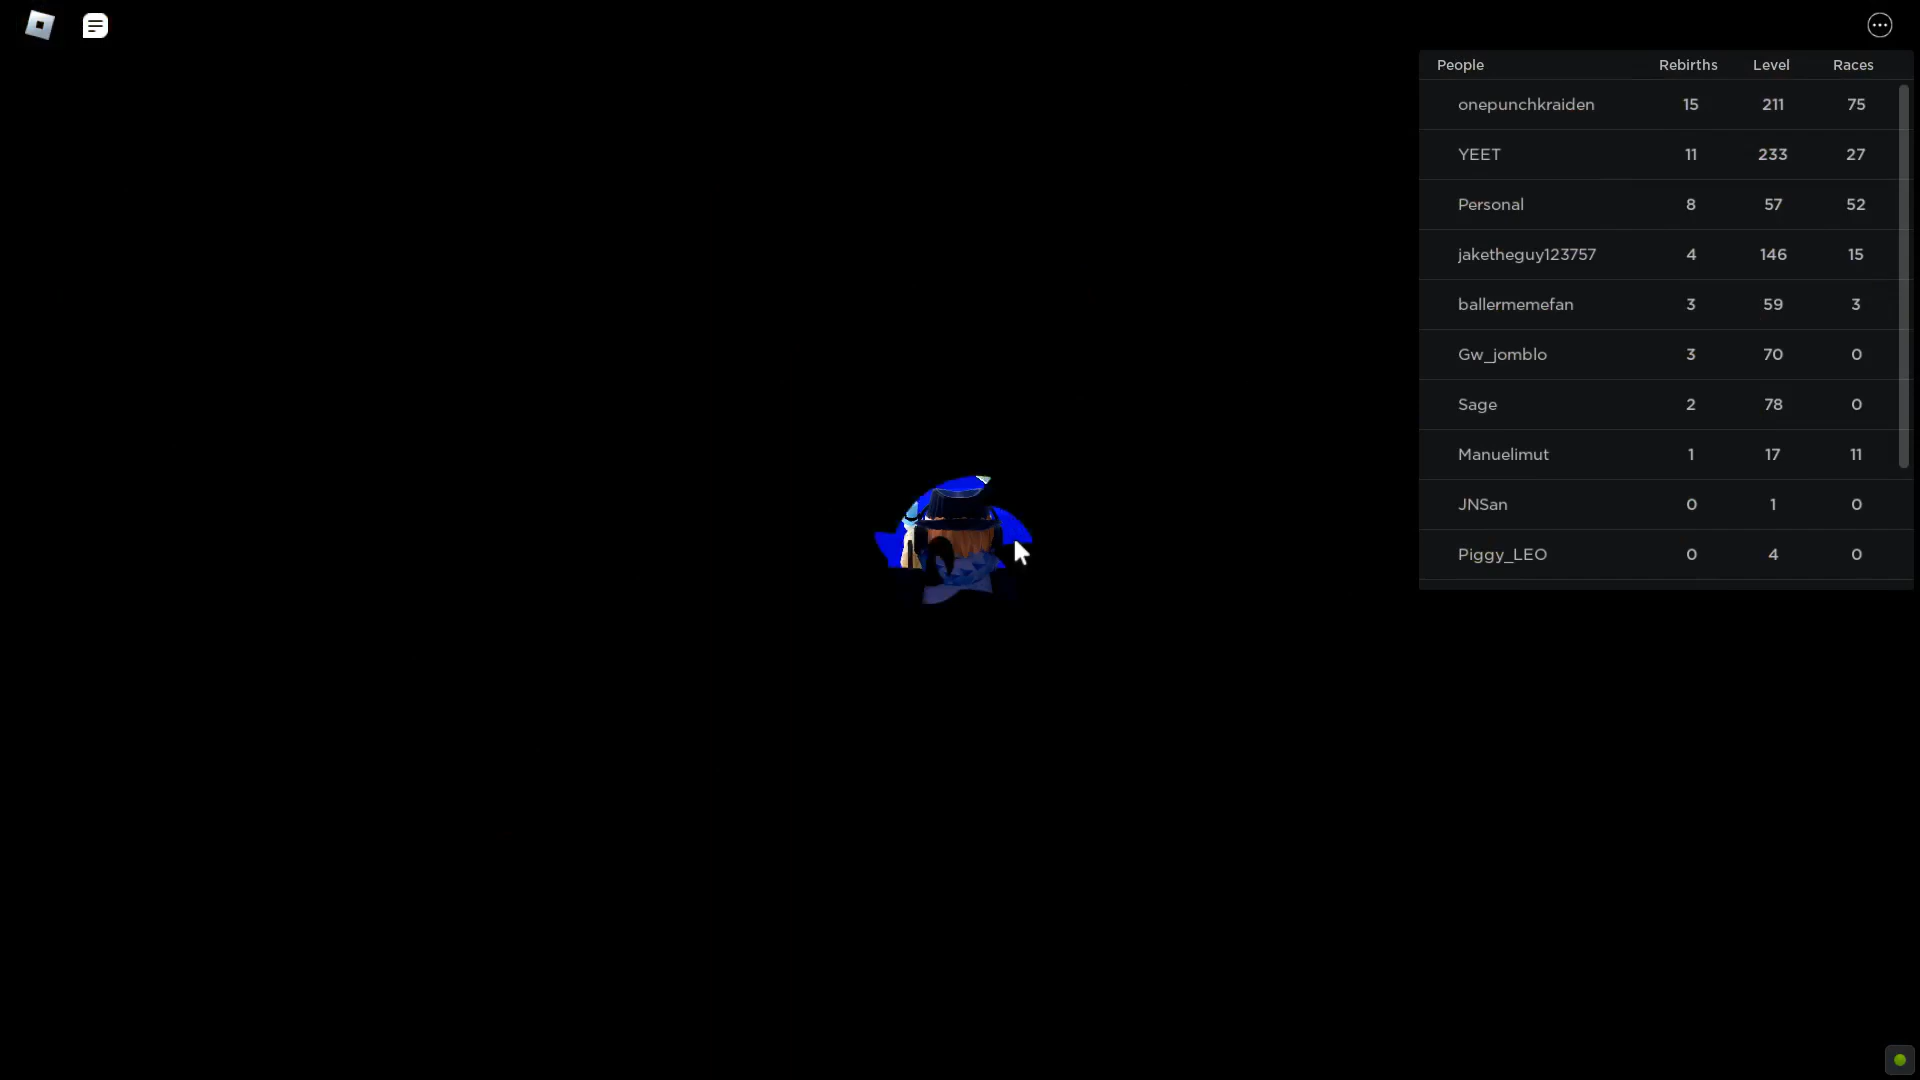 People Rebirths Level Races
onepunchkraiden 15 211 75
YEET 11 233 27
Personal 8 57 52
jaketheguy123757 4 146 15
ballermemefan 3 59 3
Gw_jomblo 3 70 0
Sage 2 78 0
Manuelimut 1 17 11
JNSan 0 1 0
Piggy_LEO 0 4 0